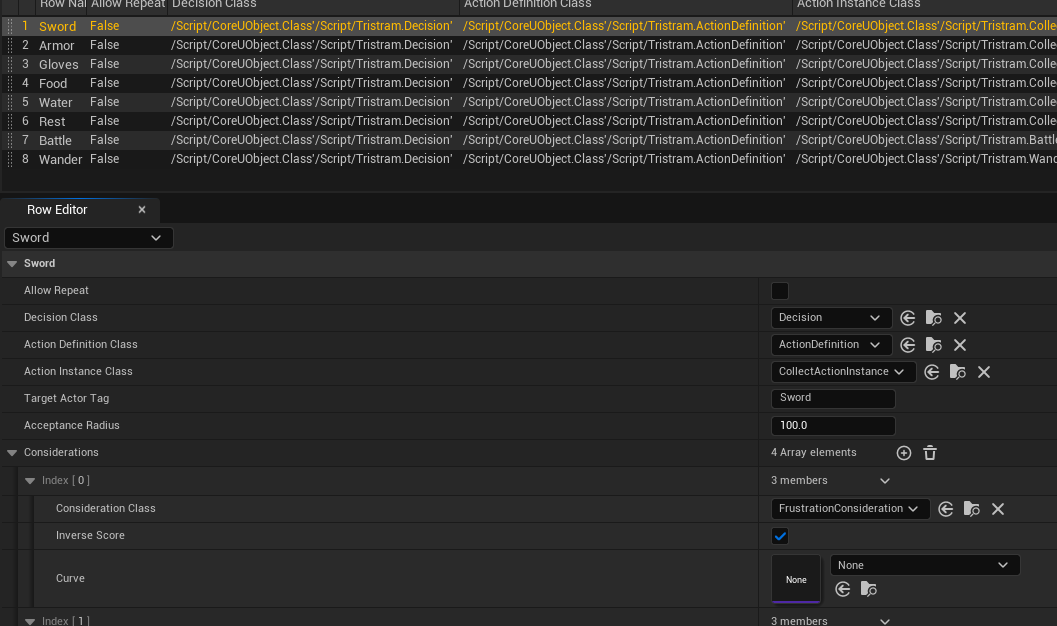 Row Nai Allow Repeat Decision Class Action Definition Class Action Instance Class
1 Sword False /Script/CoreUObject.Class'/Script/Tristram.Decision' /Script/CoreUObject.Class'/Script/Tristram.ActionDefinition' /Script/CoreUObject.Class'/Script/Tristram.Colle
2 Armor False /Script/CoreUObject.Class'/Script/Tristram.Decision' /Script/CoreUObject.Class'/Script/Tristram.ActionDefinition' /Script/CoreUObject.Class'/Script/Tristram.Colle
3 Gloves False /Script/CoreUObject.Class'/Script/Tristram.Decision' /Script/CoreUObject.Class'/Script/Tristram.ActionDefinition' /Script/CoreUObject.Class'/Script/Tristram.Colle
4 Food False /Script/CoreUObject.Class'/Script/Tristram.Decision' /Script/CoreUObject.Class'/Script/Tristram.ActionDefinition' /Script/CoreUObject.Class'/Script/Tristram.Colle
5 Water False /Script/CoreUObject.Class'/Script/Tristram.Decision' /Script/CoreUObject.Class'/Script/Tristram.ActionDefinition' /Script/CoreUObject.Class'/Script/Tristram.Colle
6 Rest False /Script/CoreUObject.Class'/Script/Tristram.Decision' /Script/CoreUObject.Class'/Script/Tristram.ActionDefinition' /Script/CoreUObject.Class'/Script/Tristram.Colle
7 Battle False /Script/CoreUObject.Class'/Script/Tristram.Decision' /Script/CoreUObject.Class'/Script/Tristram.ActionDefinition' /Script/CoreUObject.Class'/Script/Tristram.Battle
8 Wander False /Script/CoreUObject.Class'/Script/Tristram.Decision' /Script/CoreUObject.Class'/Script/Tristram.ActionDefinition' /Script/CoreUObject.Class'/Script/Tristram.Wand
Row Editor
Sword
Sword
Allow Repeat
Decision Class Decision
Action Definition Class ActionDefinition
Action Instance Class CollectActionInstance
Target Actor Tag Sword
Acceptance Radius 100.0
Considerations 4 Array elements
Index [ 0 ] 3 members
Consideration Class FrustrationConsideration
Inverse Score
Curve None None
Index [ 1 ] 3 members